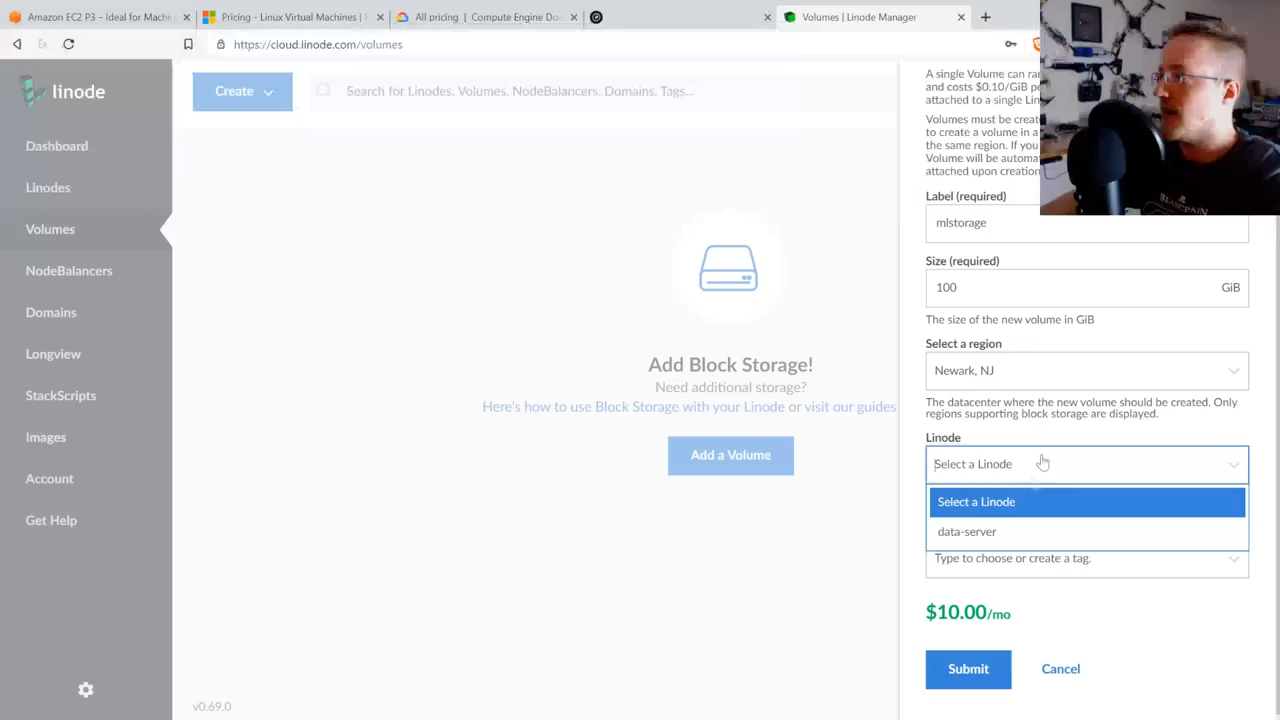 Amazon EC2 P3 – Ideal for Machi
Pricing - Linux Virtual Machines |
All pricing | Compute Engine Do
Volumes | Linode Manager
https://cloud.linode.com/volumes
linode
Create
Search for Linodes, Volumes, NodeBalancers, Domains, Tags...
Dashboard
Linodes
Volumes
NodeBalancers
Domains
Longview
StackScripts
Images
Account
Get Help
v0.69.0
Add Block Storage!
Need additional storage?
Here's how to use Block Storage with your Linode or visit our guides
Add a Volume
A single Volume can ra
and costs $0.10/GiB pe
attached to a single Lin
Volumes must be create
to create a volume in a
the same region. If you
Volume will be automa
attached upon creation
Label (required)
mlstorage
Size (required)
100 GiB
The size of the new volume in GiB
Select a region
Newark, NJ
The datacenter where the new volume should be created. Only
regions supporting block storage are displayed.
Linode
Select a Linode
Select a Linode
data-server
Type to choose or create a tag.
$10.00/mo
Submit Cancel
BLANCPAIN